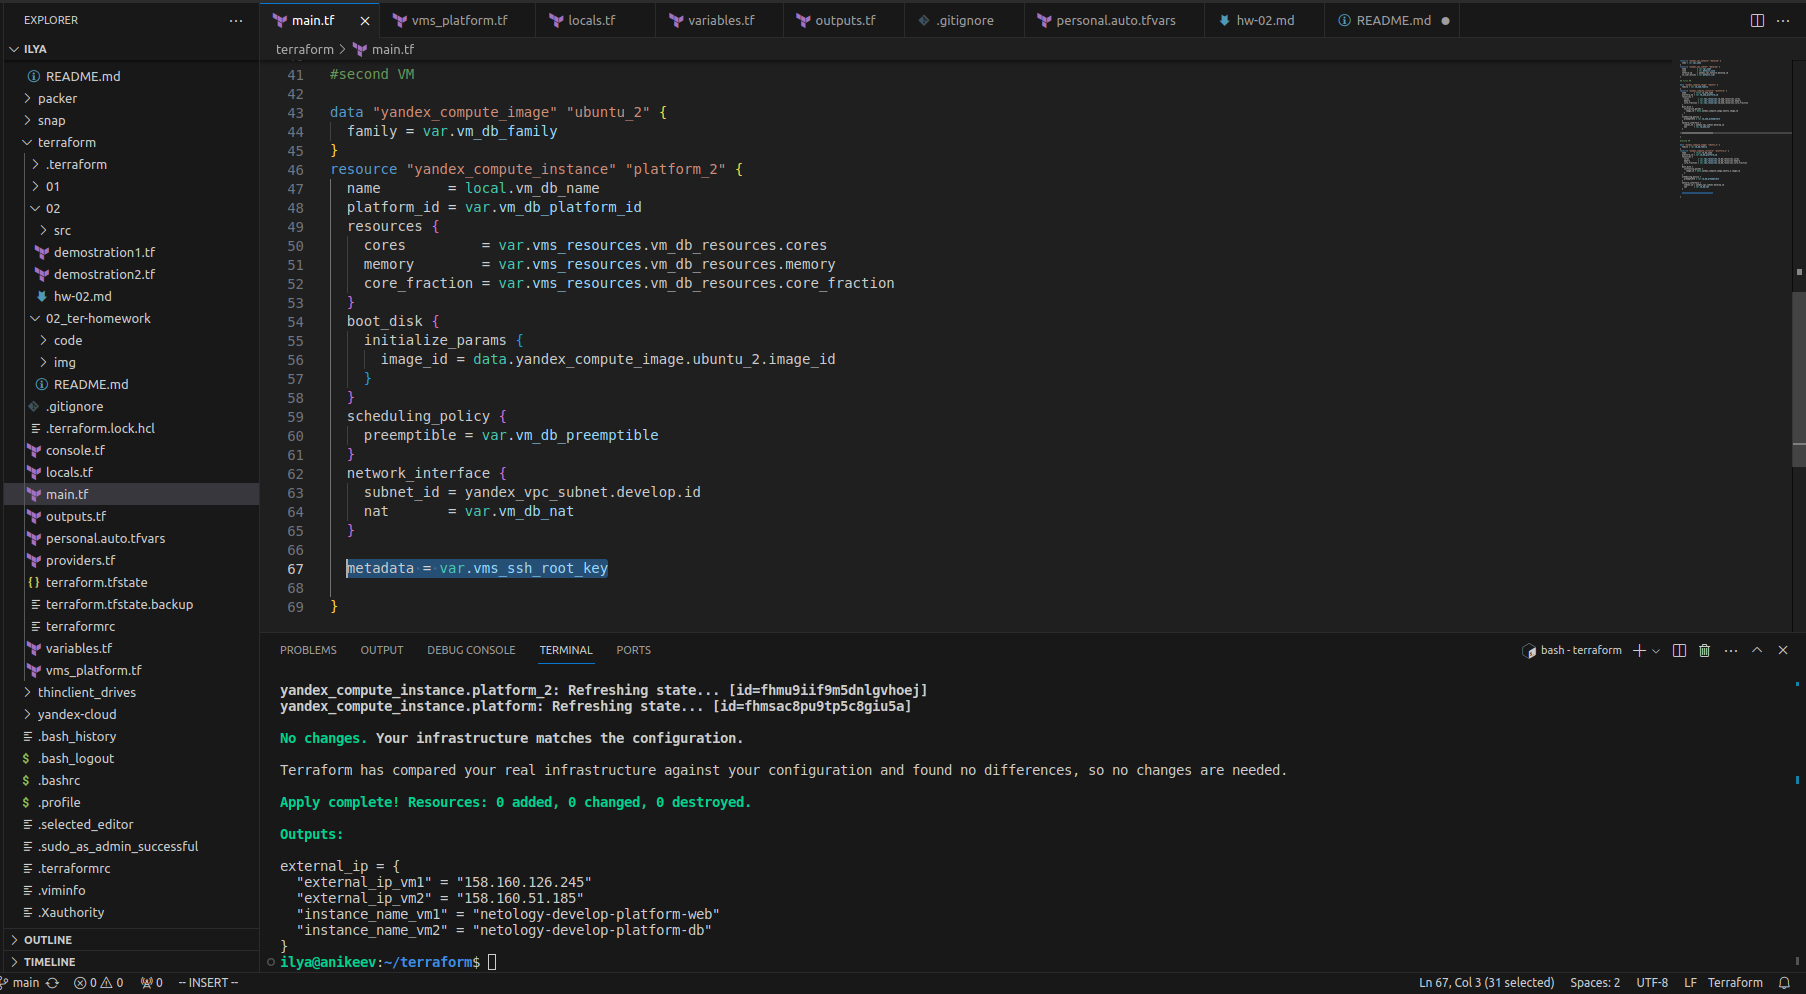 EXPLORER
ILYA
README.md
packer
snap
terraform
.terraform
01
02
src
demostration1.tf
demostration2.tf
hw-02.md
02_ter-homework
code
img
README.md
.gitignore
.terraform.lock.hcl
console.tf
locals.tf
main.tf
outputs.tf
personal.auto.tfvars
providers.tf
terraform.tfstate
terraform.tfstate.backup
terraformrc
variables.tf
vms_platform.tf
thinclient_drives
yandex-cloud
.bash_history
.bash_logout
.bashrc
.profile
.selected_editor
.sudo_as_admin_successful
.terraformrc
.viminfo
.Xauthority
OUTLINE
TIMELINE
main.tf vms_platform.tf locals.tf variables.tf outputs.tf .gitignore personal.auto.tfvars hw-02.md README.md
terraform > main.tf
41 #second VM
42
43 data "yandex_compute_image" "ubuntu_2" {
44 family = var.vm_db_family
45 }
46 resource "yandex_compute_instance" "platform_2" {
47 name        = local.vm_db_name
48 platform_id = var.vm_db_platform_id
49 resources {
50 cores         = var.vms_resources.vm_db_resources.cores
51 memory        = var.vms_resources.vm_db_resources.memory
52 core_fraction = var.vms_resources.vm_db_resources.core_fraction
53 }
54 boot_disk {
55 initialize_params {
56 image_id = data.yandex_compute_image.ubuntu_2.image_id
57 }
58 }
59 scheduling_policy {
60 preemptible = var.vm_db_preemptible
61 }
62 network_interface {
63 subnet_id = yandex_vpc_subnet.develop.id
64 nat       = var.vm_db_nat
65 }
66
67 metadata = var.vms_ssh_root_key
68
69 }
PROBLEMS OUTPUT DEBUG CONSOLE TERMINAL PORTS bash - terraform
yandex_compute_instance.platform_2: Refreshing state... [id=fhmu9iif9m5dnlgvhoej]
yandex_compute_instance.platform: Refreshing state... [id=fhmsac8pu9tp5c8giu5a]
No changes. Your infrastructure matches the configuration.
Terraform has compared your real infrastructure against your configuration and found no differences, so no changes are needed.
Apply complete! Resources: 0 added, 0 changed, 0 destroyed.
Outputs:
external_ip = {
"external_ip_vm1" = "158.160.126.245"
"external_ip_vm2" = "158.160.51.185"
"instance_name_vm1" = "netology-develop-platform-web"
"instance_name_vm2" = "netology-develop-platform-db"
}
ilya@anikeev:~/terraform$
main 0 0 0 -- INSERT -- Ln 67, Col 3 (31 selected) Spaces: 2 UTF-8 LF Terraform